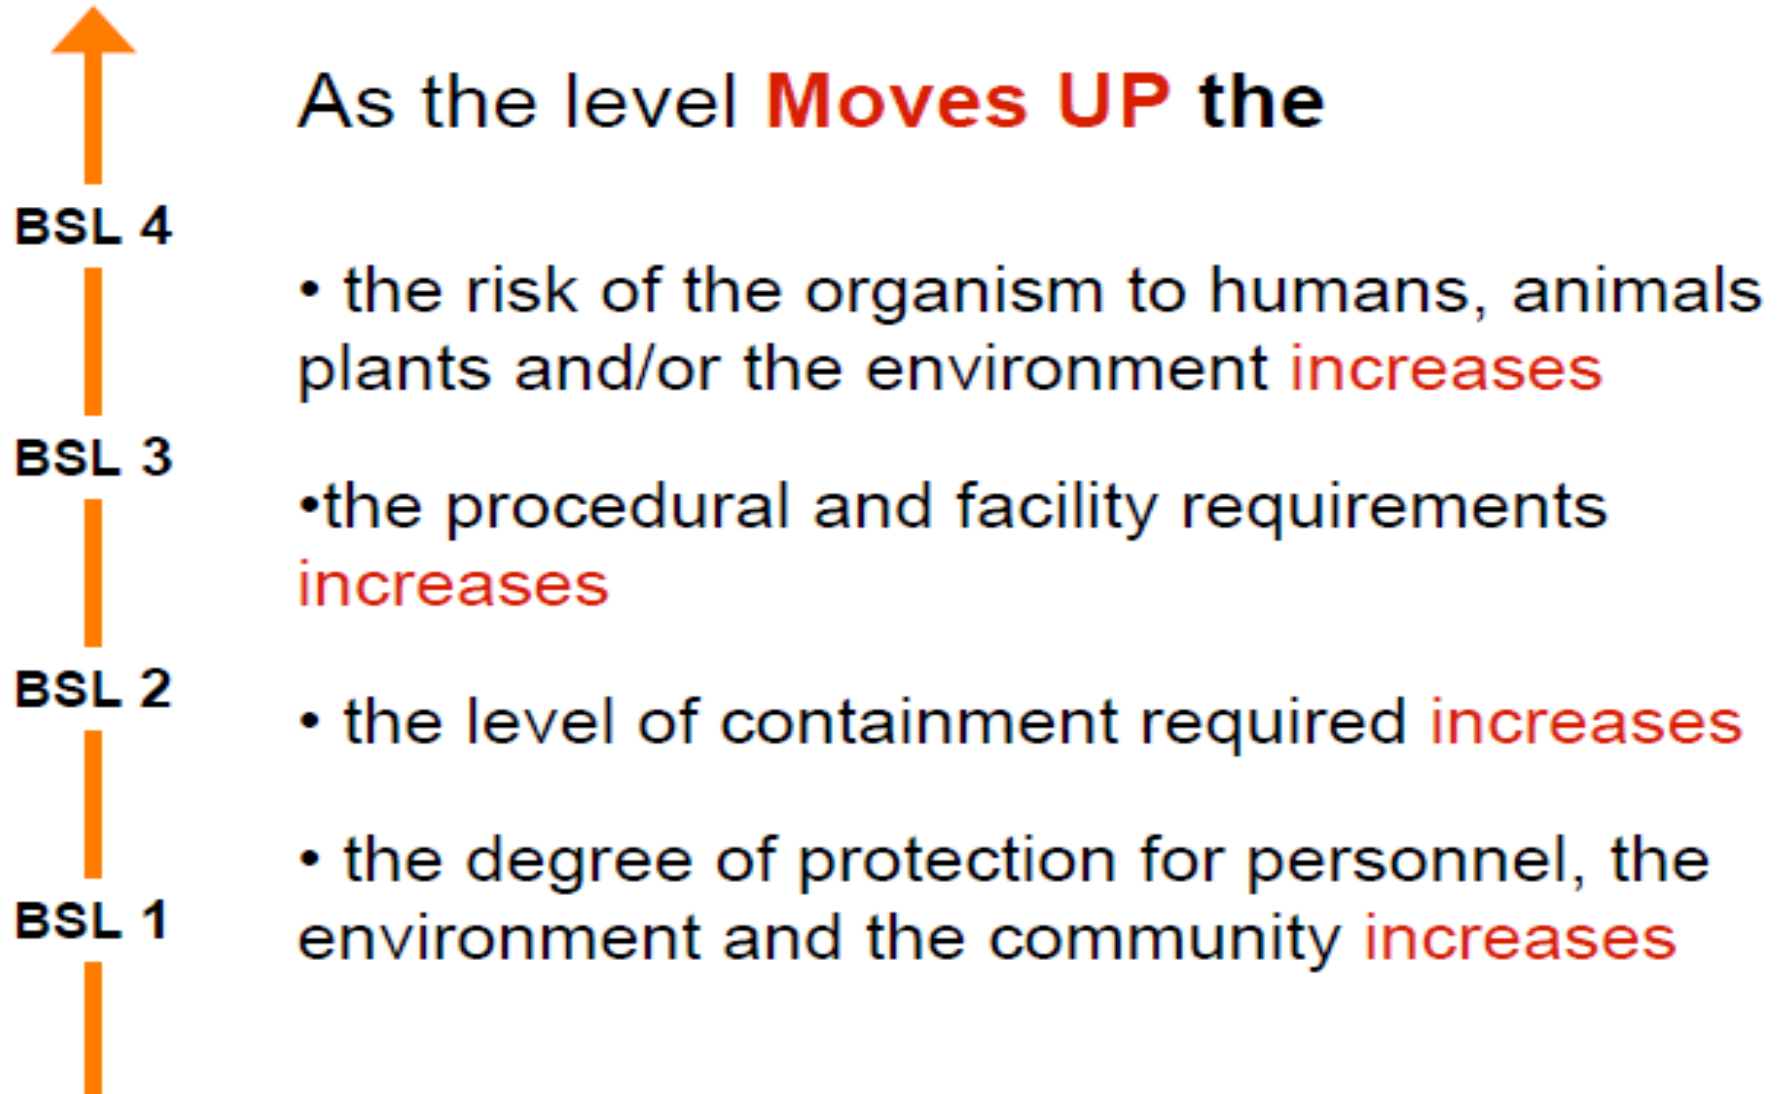 As the level Moves UP the
BSL 4
• the risk of the organism to humans, animals
plants and/or the environment increases
BSL 3
•the procedural and facility requirements
increases
BSL 2
• the level of containment required increases
• the degree of protection for personnel, the
BSL 1
environment and the community increases